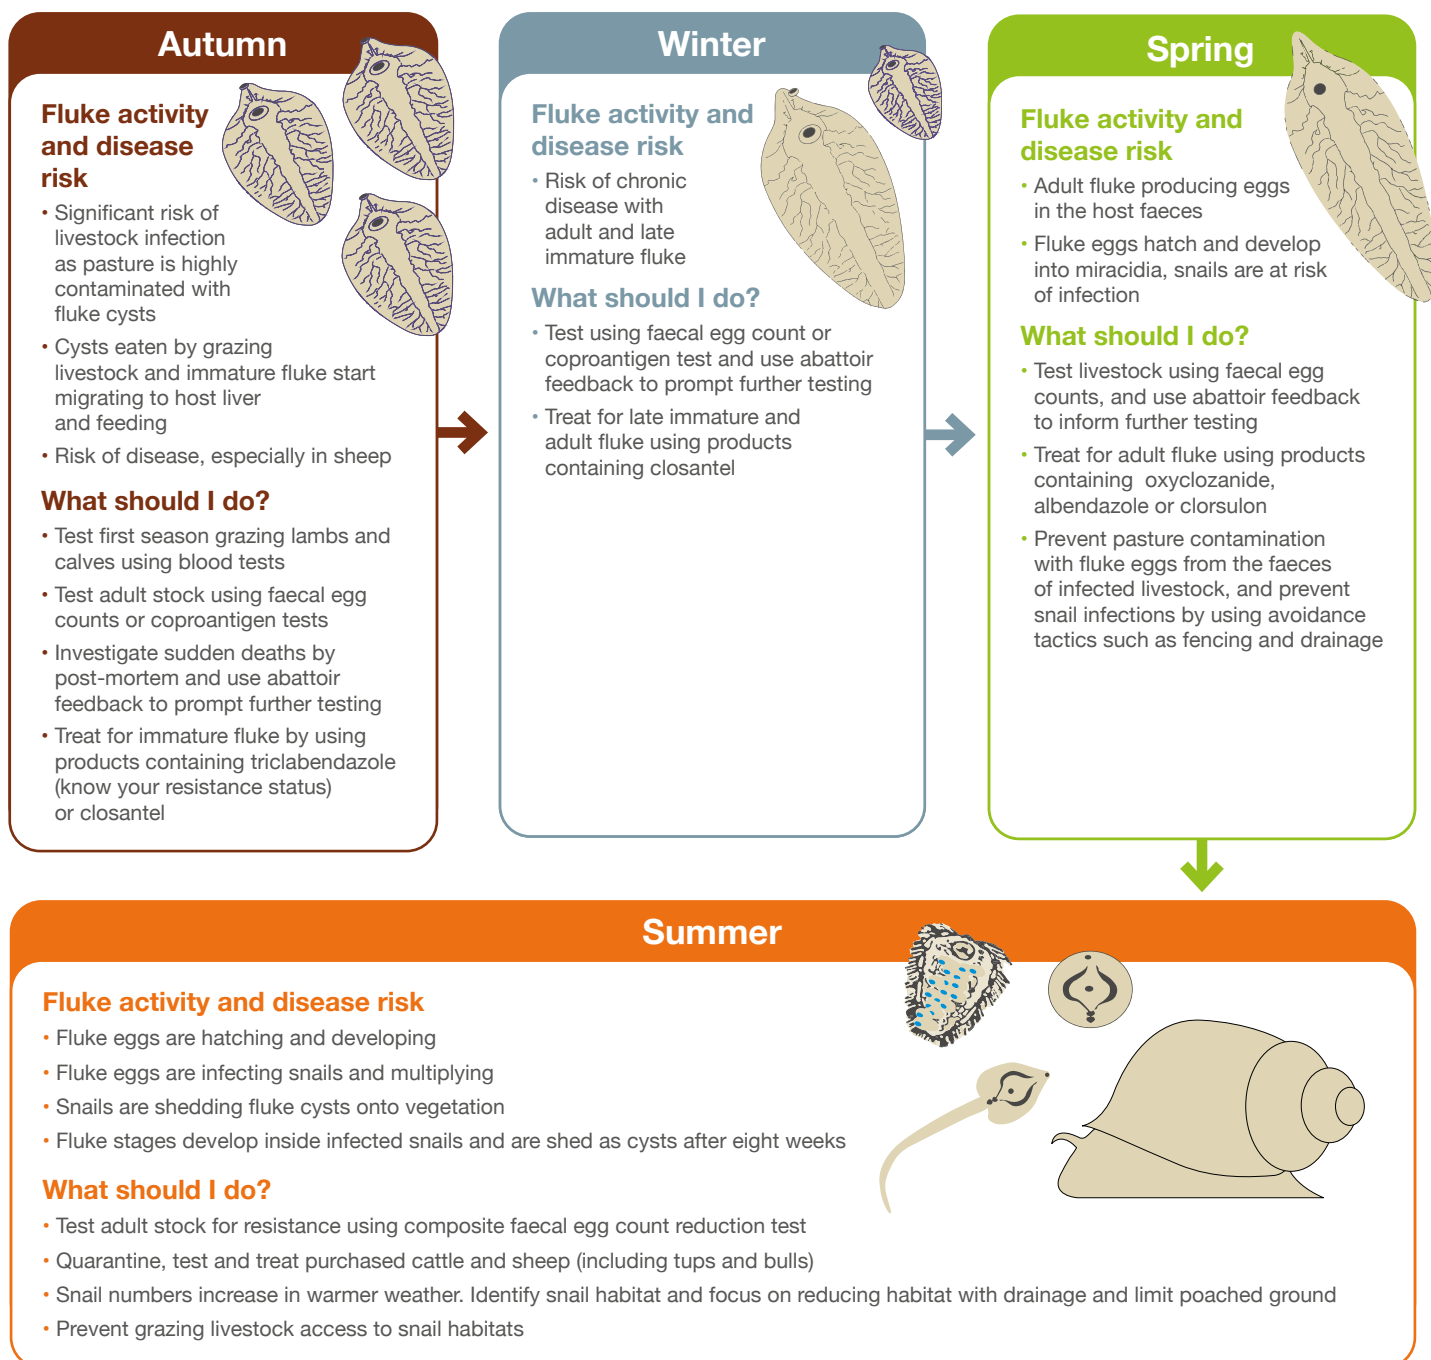 Autumn
Fluke activity
and disease
risk
• Significant risk of
livestock infection
as pasture is highly
contaminated with
fluke cysts
• Cysts eaten by grazing
livestock and immature fluke start
migrating to host liver
and feeding
• Risk of disease, especially in sheep
What should I do?
• Test first season grazing lambs and
calves using blood tests
• Test adult stock using faecal egg
counts or coproantigen tests
• Investigate sudden deaths by
post-mortem and use abattoir
feedback to prompt further testing
• Treat for immature fluke by using
products containing triclabendazole
(know your resistance status)
or closantel
Winter
Fluke activity and
disease risk
• Risk of chronic
disease with
adult and late
immature fluke
What should I do?
• Test using faecal egg count or
coproantigen test and use abattoir
feedback to prompt further testing
• Treat for late immature and
adult fluke using products
containing closantel
Spring
Fluke activity and
disease risk
• Adult fluke producing eggs
in the host faeces
• Fluke eggs hatch and develop
into miracidia, snails are at risk
of infection
What should I do?
• Test livestock using faecal egg
counts, and use abattoir feedback
to inform further testing
• Treat for adult fluke using products
containing oxyclozanide,
albendazole or clorsulon
• Prevent pasture contamination
with fluke eggs from the faeces
of infected livestock, and prevent
snail infections by using avoidance
tactics such as fencing and drainage
Summer
Fluke activity and disease risk
• Fluke eggs are hatching and developing
• Fluke eggs are infecting snails and multiplying
• Snails are shedding fluke cysts onto vegetation
• Fluke stages develop inside infected snails and are shed as cysts after eight weeks
What should I do?
• Test adult stock for resistance using composite faecal egg count reduction test
• Quarantine, test and treat purchased cattle and sheep (including tups and bulls)
• Snail numbers increase in warmer weather. Identify snail habitat and focus on reducing habitat with drainage and limit poached ground
• Prevent grazing livestock access to snail habitats